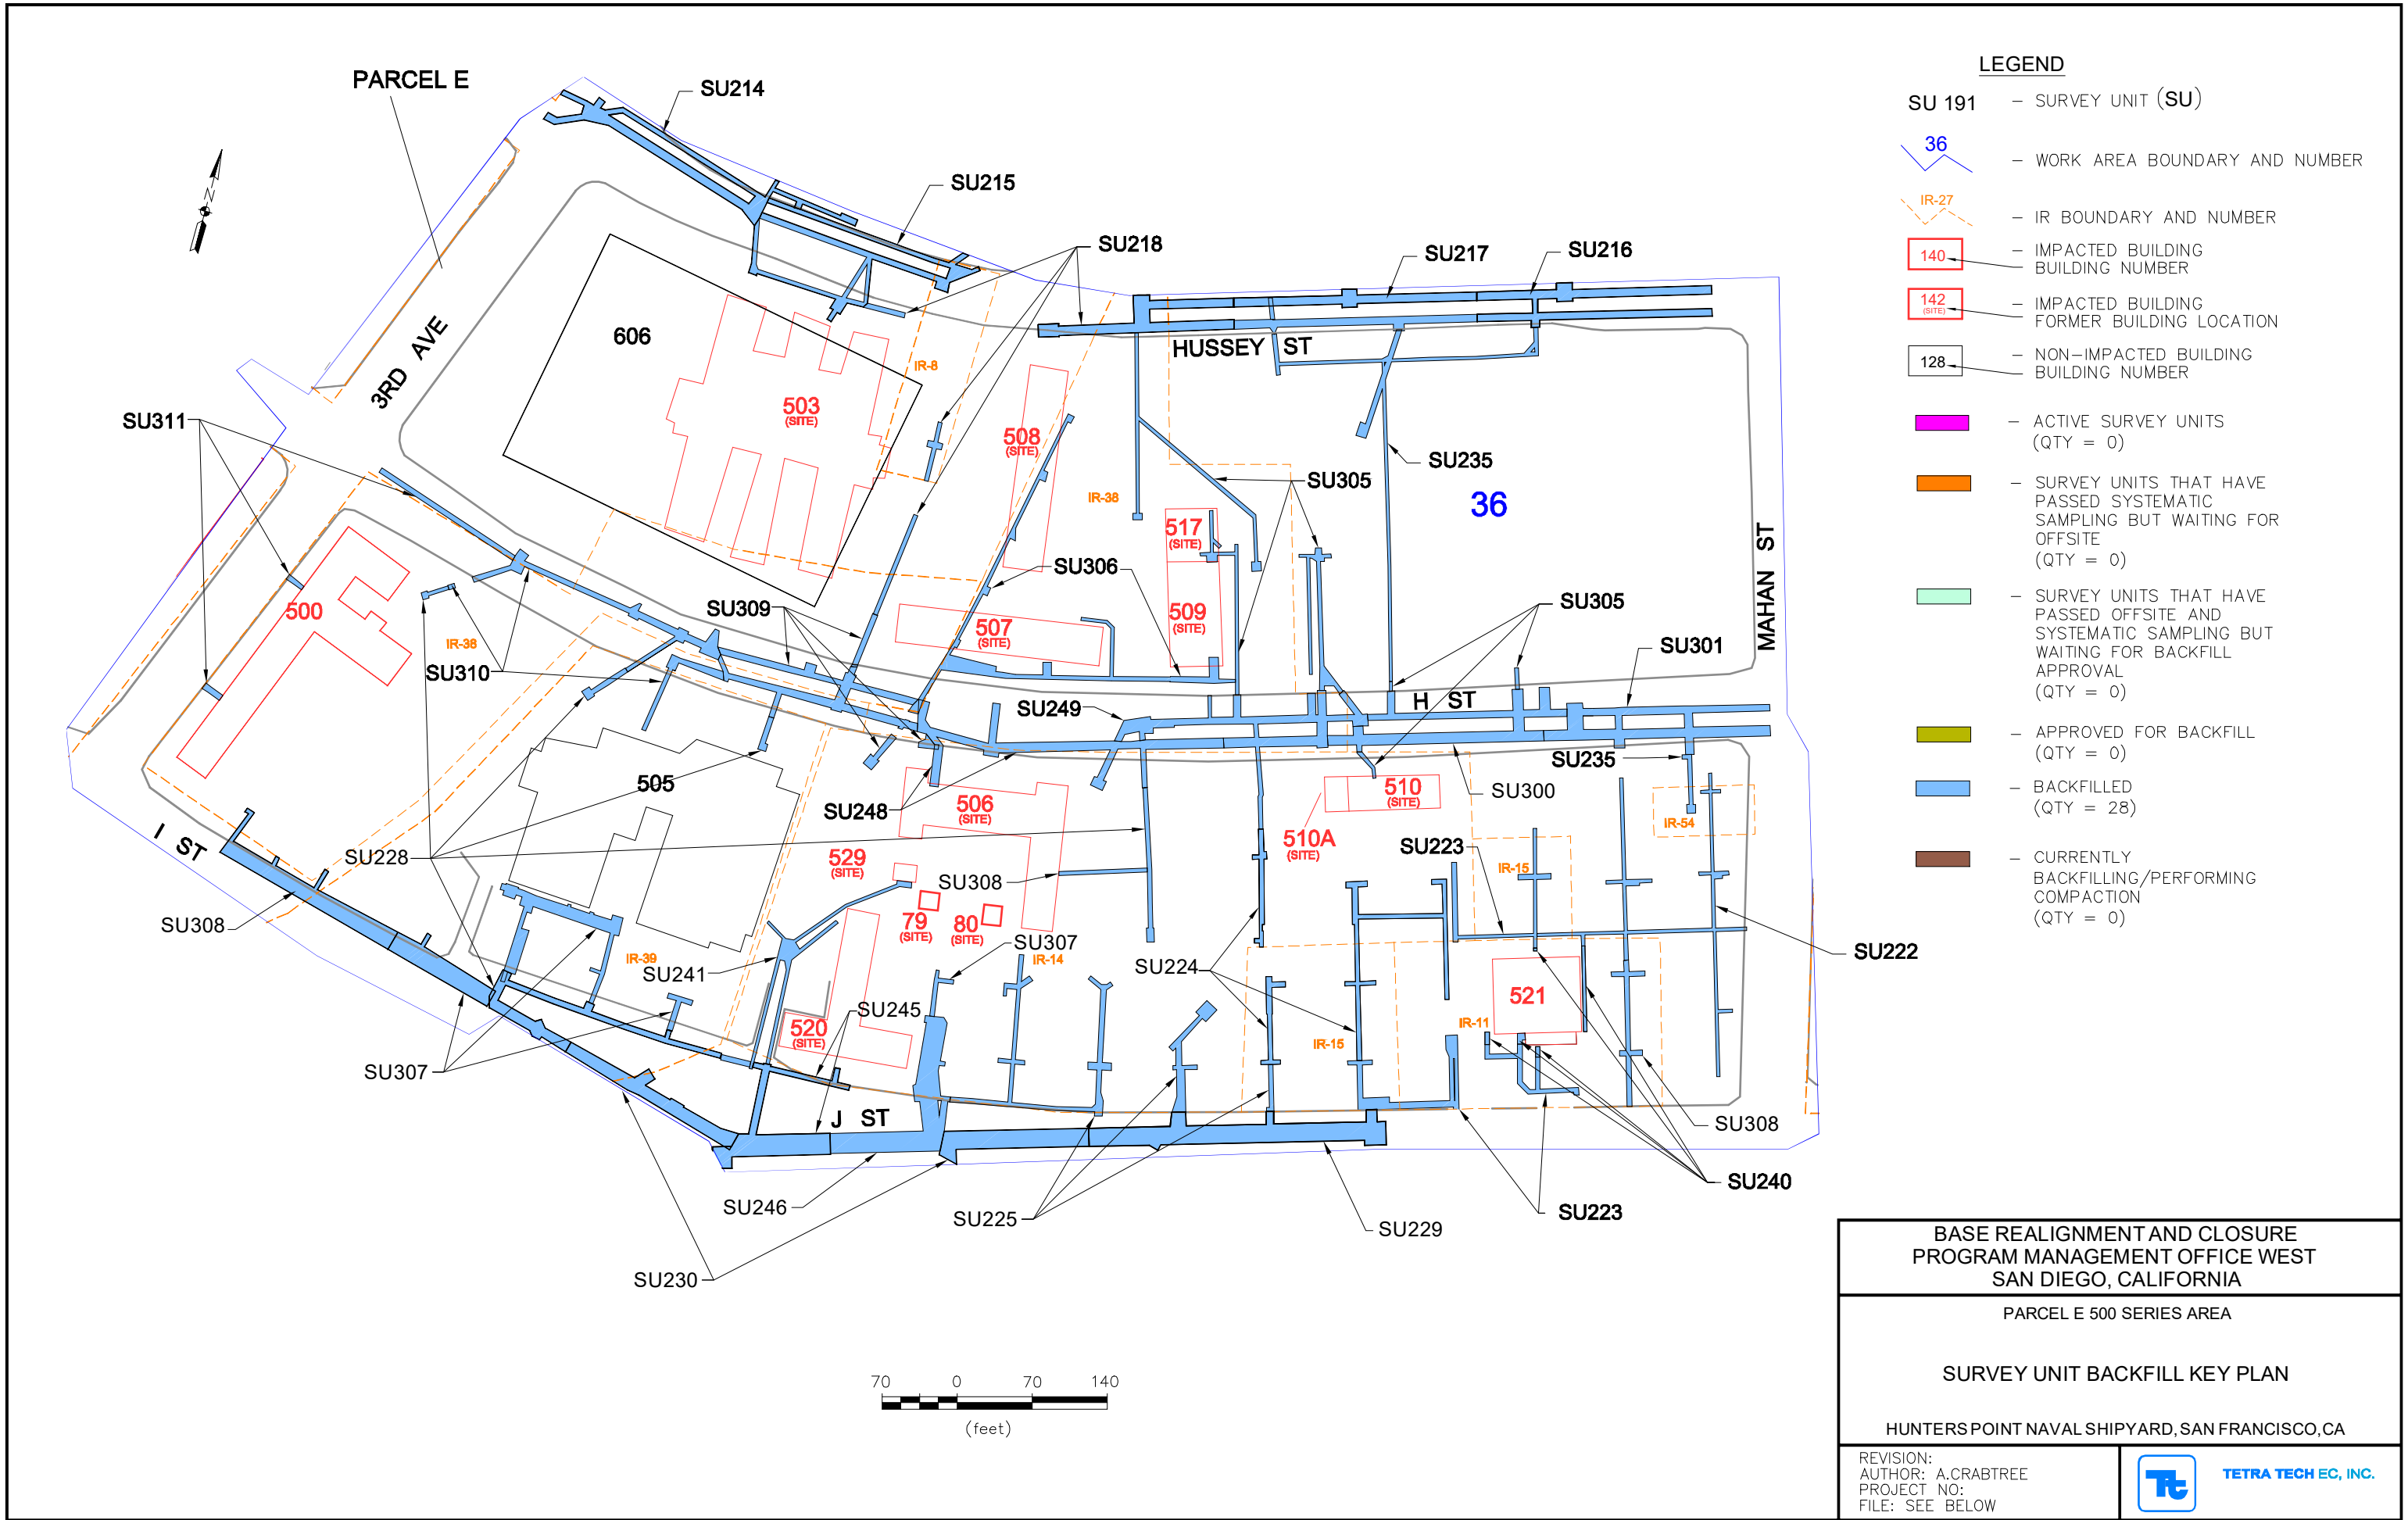 PARCEL E
SU214
SU215
SU218
SU217
SU216
N
606
3RD AVE
HUSSEY ST
IR-8
503
(SITE)
508
(SITE)
SU311
SU235
SU305
36
IR-38
517
(SITE)
MAHAN ST
SU306
500
SU309
509
(SITE)
SU305
507
(SITE)
IR-38
SU310
SU301
H ST
SU249
SU235
505
SU248
506
(SITE)
510
(SITE)
SU300
510A
(SITE)
IR-54
I ST
SU228
529
(SITE)
SU308
SU223
IR-15
SU308
79
(SITE)
80
(SITE)
SU307
SU222
IR-39
SU241
IR-14
SU224
521
SU245
520
(SITE)
IR-11
IR-15
SU307
J ST
SU308
SU240
SU246
SU225
SU229
SU223
SU230
70 0 70 140
(feet)
LEGEND
SU 191 – SURVEY UNIT (SU)
36
– WORK AREA BOUNDARY AND NUMBER
IR-27
– IR BOUNDARY AND NUMBER
140
– IMPACTED BUILDING
BUILDING NUMBER
142
(SITE)
– IMPACTED BUILDING
FORMER BUILDING LOCATION
128
– NON-IMPACTED BUILDING
BUILDING NUMBER
– ACTIVE SURVEY UNITS
(QTY = 0)
– SURVEY UNITS THAT HAVE
PASSED SYSTEMATIC
SAMPLING BUT WAITING FOR
OFFSITE
(QTY = 0)
– SURVEY UNITS THAT HAVE
PASSED OFFSITE AND
SYSTEMATIC SAMPLING BUT
WAITING FOR BACKFILL
APPROVAL
(QTY = 0)
– APPROVED FOR BACKFILL
(QTY = 0)
– BACKFILLED
(QTY = 28)
– CURRENTLY
BACKFILLING/PERFORMING
COMPACTION
(QTY = 0)
BASE REALIGNMENT AND CLOSURE
PROGRAM MANAGEMENT OFFICE WEST
SAN DIEGO, CALIFORNIA
PARCEL E 500 SERIES AREA
SURVEY UNIT BACKFILL KEY PLAN
HUNTERS POINT NAVAL SHIPYARD, SAN FRANCISCO, CA
REVISION:
AUTHOR: A.CRABTREE
PROJECT NO:
FILE: SEE BELOW
Tt
TETRA TECH EC, INC.